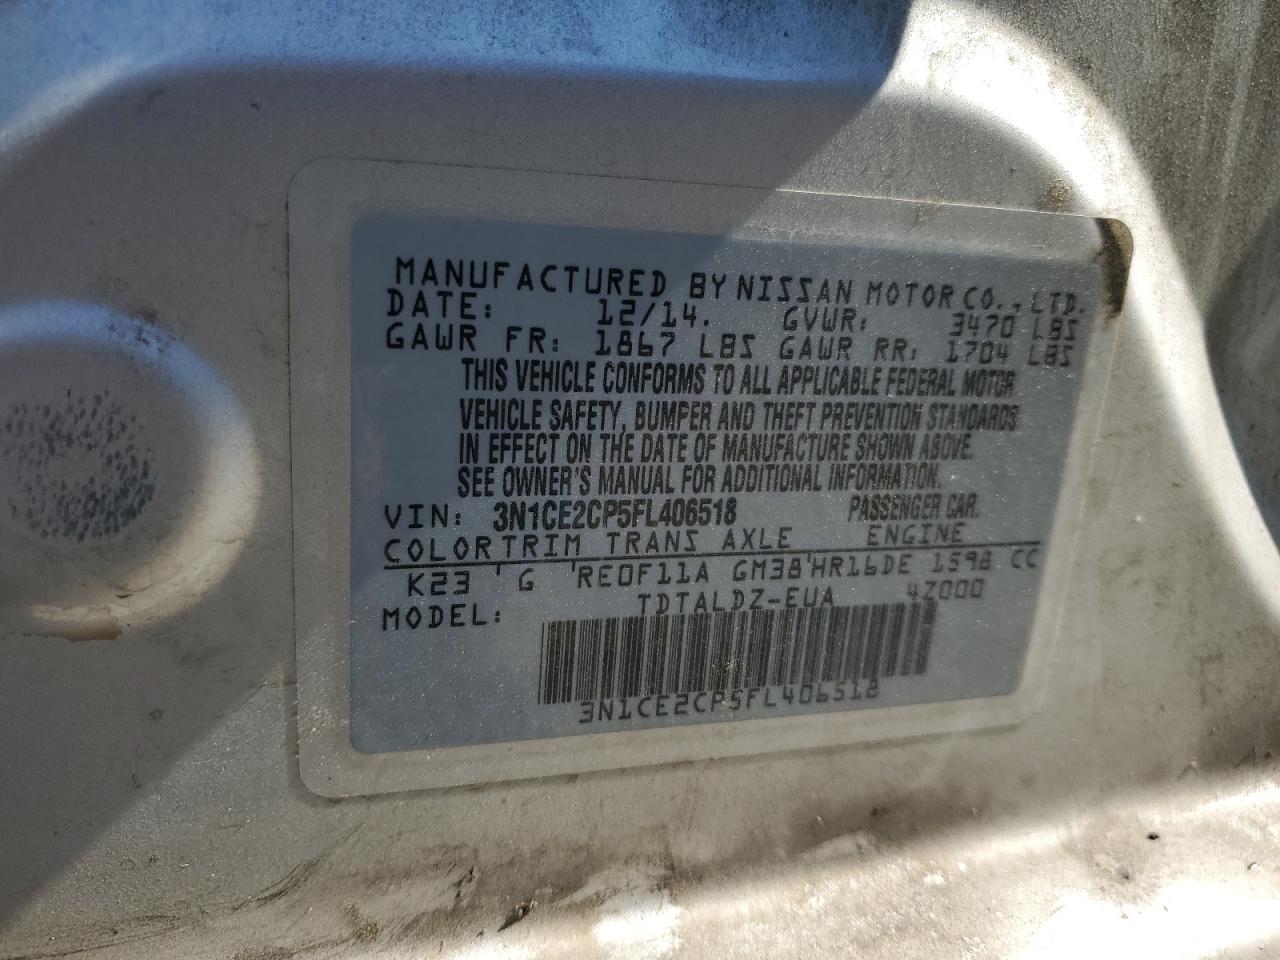 MANUFACTURED BY NISSAN MOTOR CO., LTD.
DATE: 12/14. GVWR: 3470 LBS
GAWR FR: 1867 LBS GAWR RR: 1704 LBS
THIS VEHICLE CONFORMS TO ALL APPLICABLE FEDERAL MOTOR
VEHICLE SAFETY, BUMPER AND THEFT PREVENTION STANDARDS
IN EFFECT ON THE DATE OF MANUFACTURE SHOWN ABOVE.
SEE OWNER'S MANUAL FOR ADDITIONAL INFORMATION.
VIN: 3N1CE2CP5FL406518 PASSENGER CAR.
COLOR TRIM TRANS AXLE ENGINE
K23 'G 'RE0F11A GM38'HR16DE 1598 CC
MODEL: TDTALDZ-EUA 4Z000
3N1CE2CP5FL406518